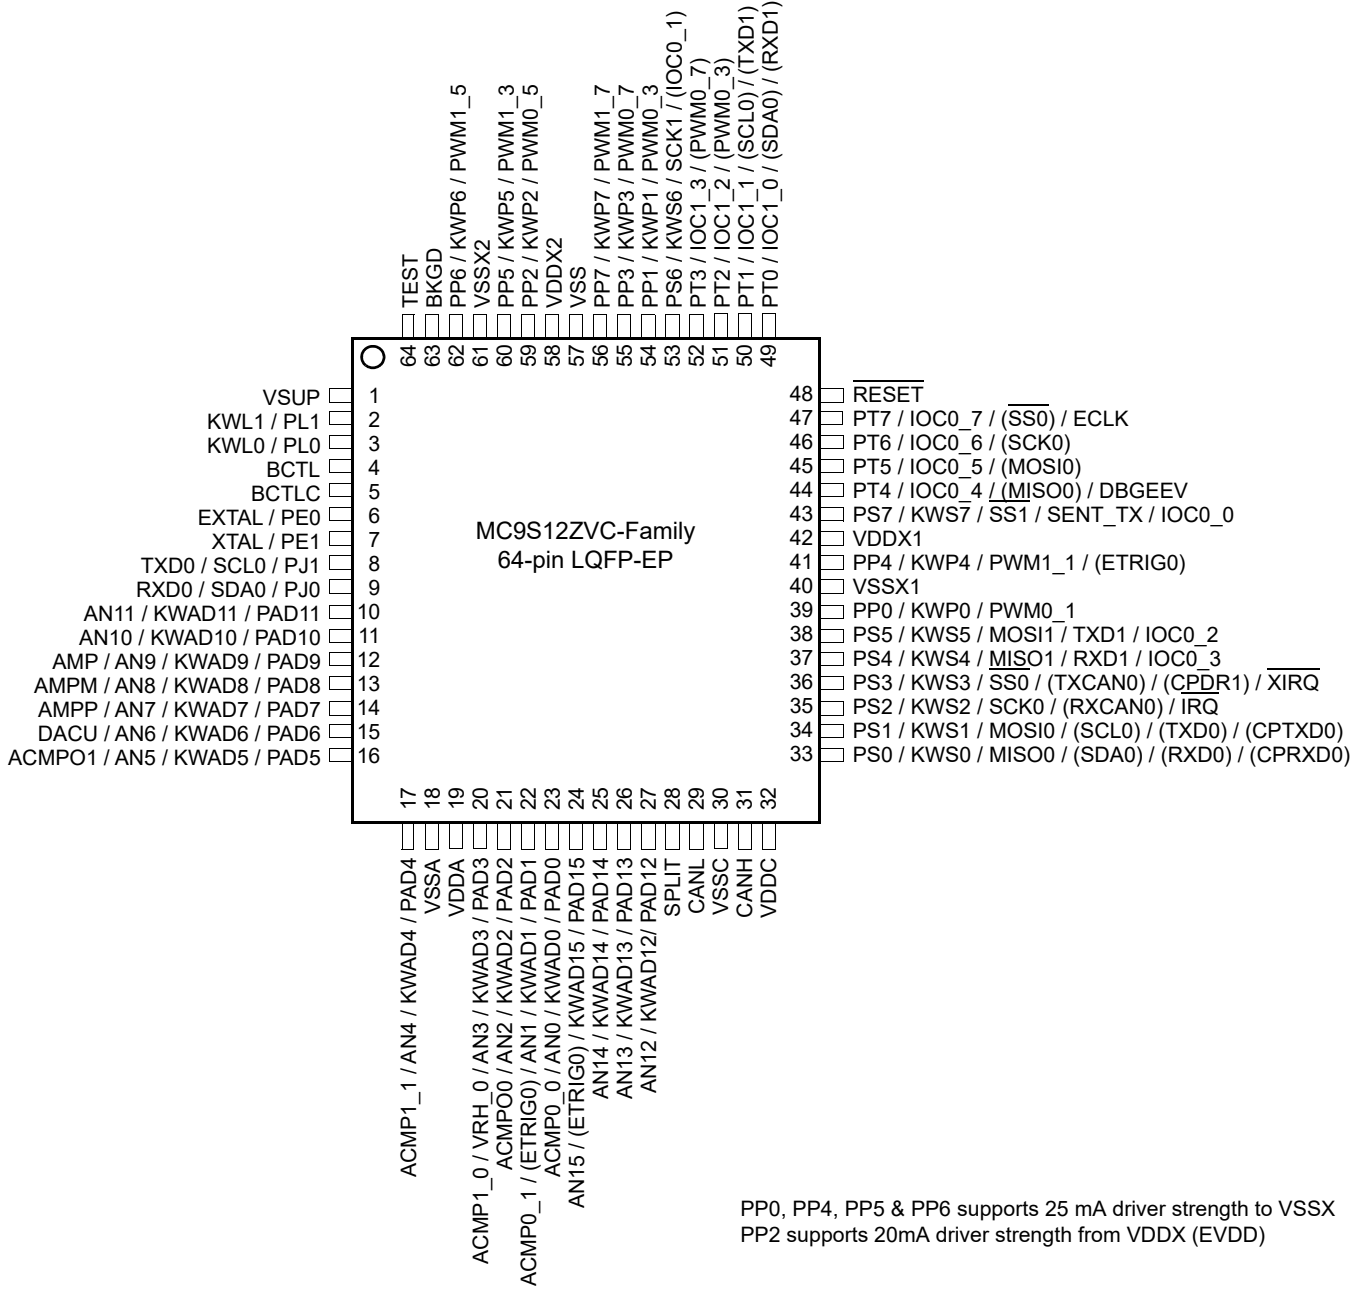 TEST
BKGD
PP6 / KWP6 / PWM1_5
VSSX2
PP5 / KWP5 / PWM1_3
PP2 / KWP2 / PWM0_5
VDDX2
VSS
PP7 / KWP7 / PWM1_7
PP3 / KWP3 / PWM0_7
PP1 / KWP1 / PWM0_3
PS6 / KWS6 / SCK1 / (IOC0_1)
PT3 / IOC1_3 / (PWM0_7)
PT2 / IOC1_2 / (PWM0_3)
PT1 / IOC1_1 / (SCL0) / (TXD1)
PT0 / IOC1_0 / (SDA0) / (RXD1)
64
63
62
61
60
59
58
57
56
55
54
53
52
51
50
49
VSUP 1
KWL1 / PL1 2
KWL0 / PL0 3
BCTL 4
BCTLC 5
EXTAL / PE0 6
XTAL / PE1 7
TXD0 / SCL0 / PJ1 8
RXD0 / SDA0 / PJ0 9
AN11 / KWAD11 / PAD11 10
AN10 / KWAD10 / PAD10 11
AMP / AN9 / KWAD9 / PAD9 12
AMPM / AN8 / KWAD8 / PAD8 13
AMPP / AN7 / KWAD7 / PAD7 14
DACU / AN6 / KWAD6 / PAD6 15
ACMPO1 / AN5 / KWAD5 / PAD5 16
MC9S12ZVC-Family
64-pin LQFP-EP
48 RESET
47 PT7 / IOC0_7 / (SS0) / ECLK
46 PT6 / IOC0_6 / (SCK0)
45 PT5 / IOC0_5 / (MOSI0)
44 PT4 / IOC0_4 / (MISO0) / DBGEEV
43 PS7 / KWS7 / SS1 / SENT_TX / IOC0_0
42 VDDX1
41 PP4 / KWP4 / PWM1_1 / (ETRIG0)
40 VSSX1
39 PP0 / KWP0 / PWM0_1
38 PS5 / KWS5 / MOSI1 / TXD1 / IOC0_2
37 PS4 / KWS4 / MISO1 / RXD1 / IOC0_3
36 PS3 / KWS3 / SS0 / (TXCAN0) / (CPDR1) / XIRQ
35 PS2 / KWS2 / SCK0 / (RXCAN0) / IRQ
34 PS1 / KWS1 / MOSI0 / (SCL0) / (TXD0) / (CPTXD0)
33 PS0 / KWS0 / MISO0 / (SDA0) / (RXD0) / (CPRXD0)
17
18
19
20
21
22
23
24
25
26
27
28
29
30
31
32
ACMP1_1 / AN4 / KWAD4 / PAD4
VSSA
VDDA
ACMP1_0 / VRH_0 / AN3 / KWAD3 / PAD3
ACMPO0 / AN2 / KWAD2 / PAD2
ACMP0_1 / (ETRIG0) / AN1 / KWAD1 / PAD1
ACMP0_0 / AN0 / KWAD0 / PAD0
AN15 / (ETRIG0) / KWAD15 / PAD15
AN14 / KWAD14 / PAD14
AN13 / KWAD13 / PAD13
AN12 / KWAD12/ PAD12
SPLIT
CANL
VSSC
CANH
VDDC
PP0, PP4, PP5 & PP6 supports 25 mA driver strength to VSSX
PP2 supports 20mA driver strength from VDDX (EVDD)